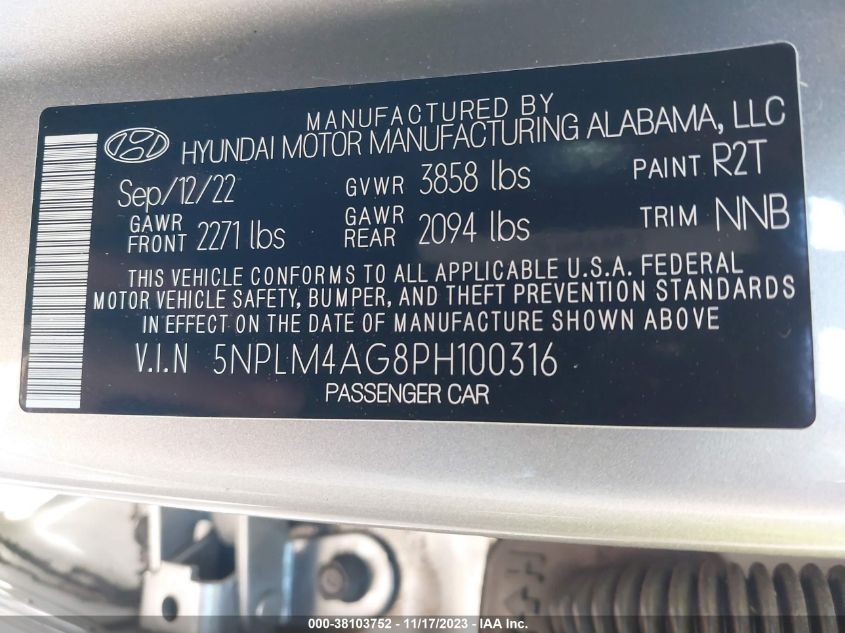 MANUFACTURED BY
HYUNDAI MOTOR MANUFACTURING ALABAMA, LLC
Sep/12/22 GVWR 3858 lbs PAINT R2T
GAWR FRONT 2271 lbs GAWR REAR 2094 lbs TRIM NNB
THIS VEHICLE CONFORMS TO ALL APPLICABLE U.S.A. FEDERAL
MOTOR VEHICLE SAFETY, BUMPER, AND THEFT PREVENTION STANDARDS
IN EFFECT ON THE DATE OF MANUFACTURE SHOWN ABOVE
V.I.N 5NPLM4AG8PH100316
PASSENGER CAR
000-38103752 — 11/17/2023 — IAA Inc.